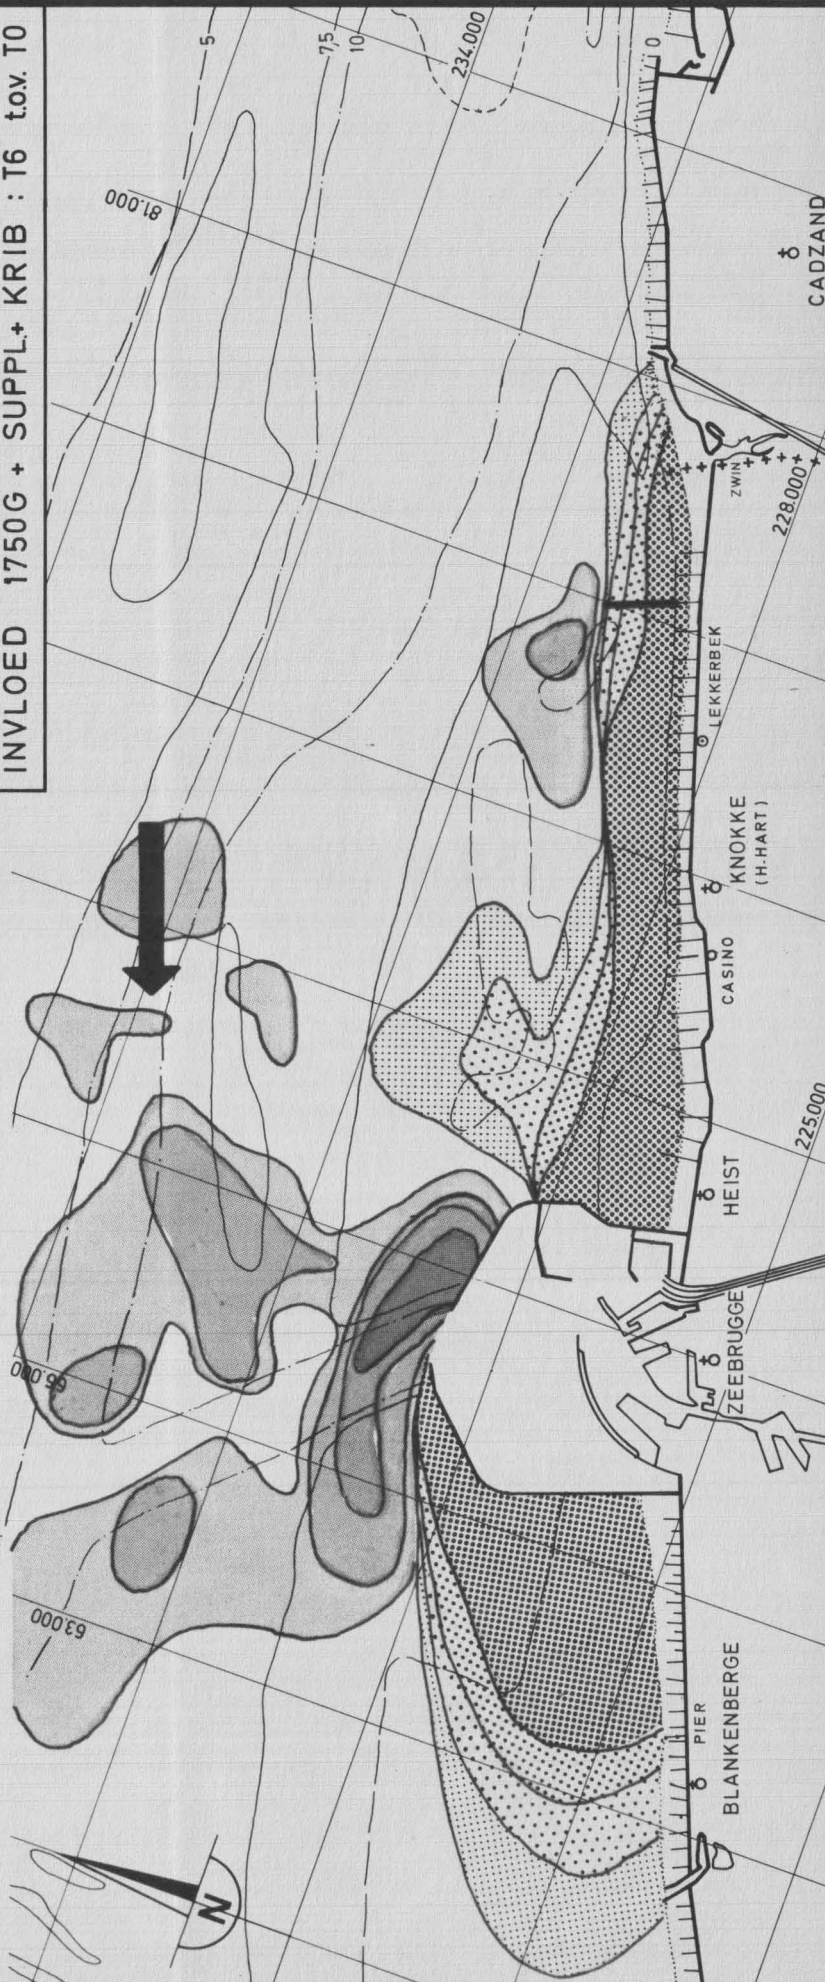 INVLOED 1750G + SUPPL.+ KRIB : T6 t.o.v. T0
5
7,5
10
234.000
0
81.000
CADZAND
ZWIN
228.000
LEKKERBEK
KNOKKE
(H.HART)
CASINO
225.000
HEIST
66.000
ZEEBRUGGE
63.000
PIER
BLANKENBERGE
N